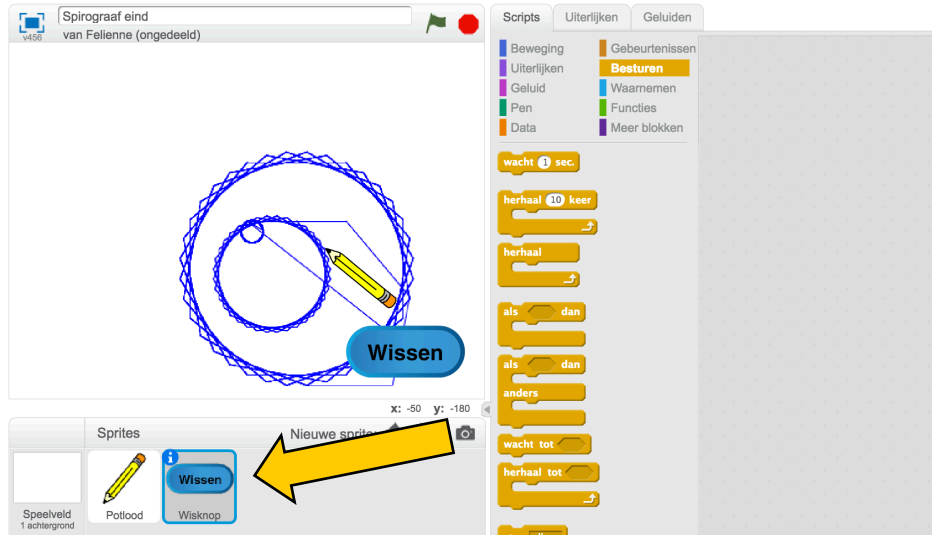 Spirograaf eind
v456
van Felienne (ongedeeld)
Wissen
x: -50 y: -180
Sprites
Nieuwe sprite:
Wissen
Speelveld
1 achtergrond
Potlood
Wisknop
Scripts
Uiterlijken
Geluiden
Beweging
Gebeurtenissen
Uiterlijken
Besturen
Geluid
Waarnemen
Pen
Functies
Data
Meer blokken
wacht 1 sec.
herhaal 10 keer
herhaal
als dan
als dan
anders
wacht tot
herhaal tot